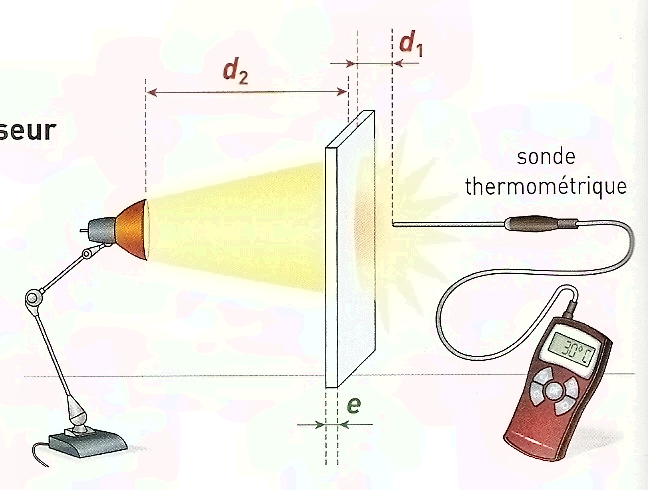 d₁
d₂
seur
sonde
thermométrique
30°C
e